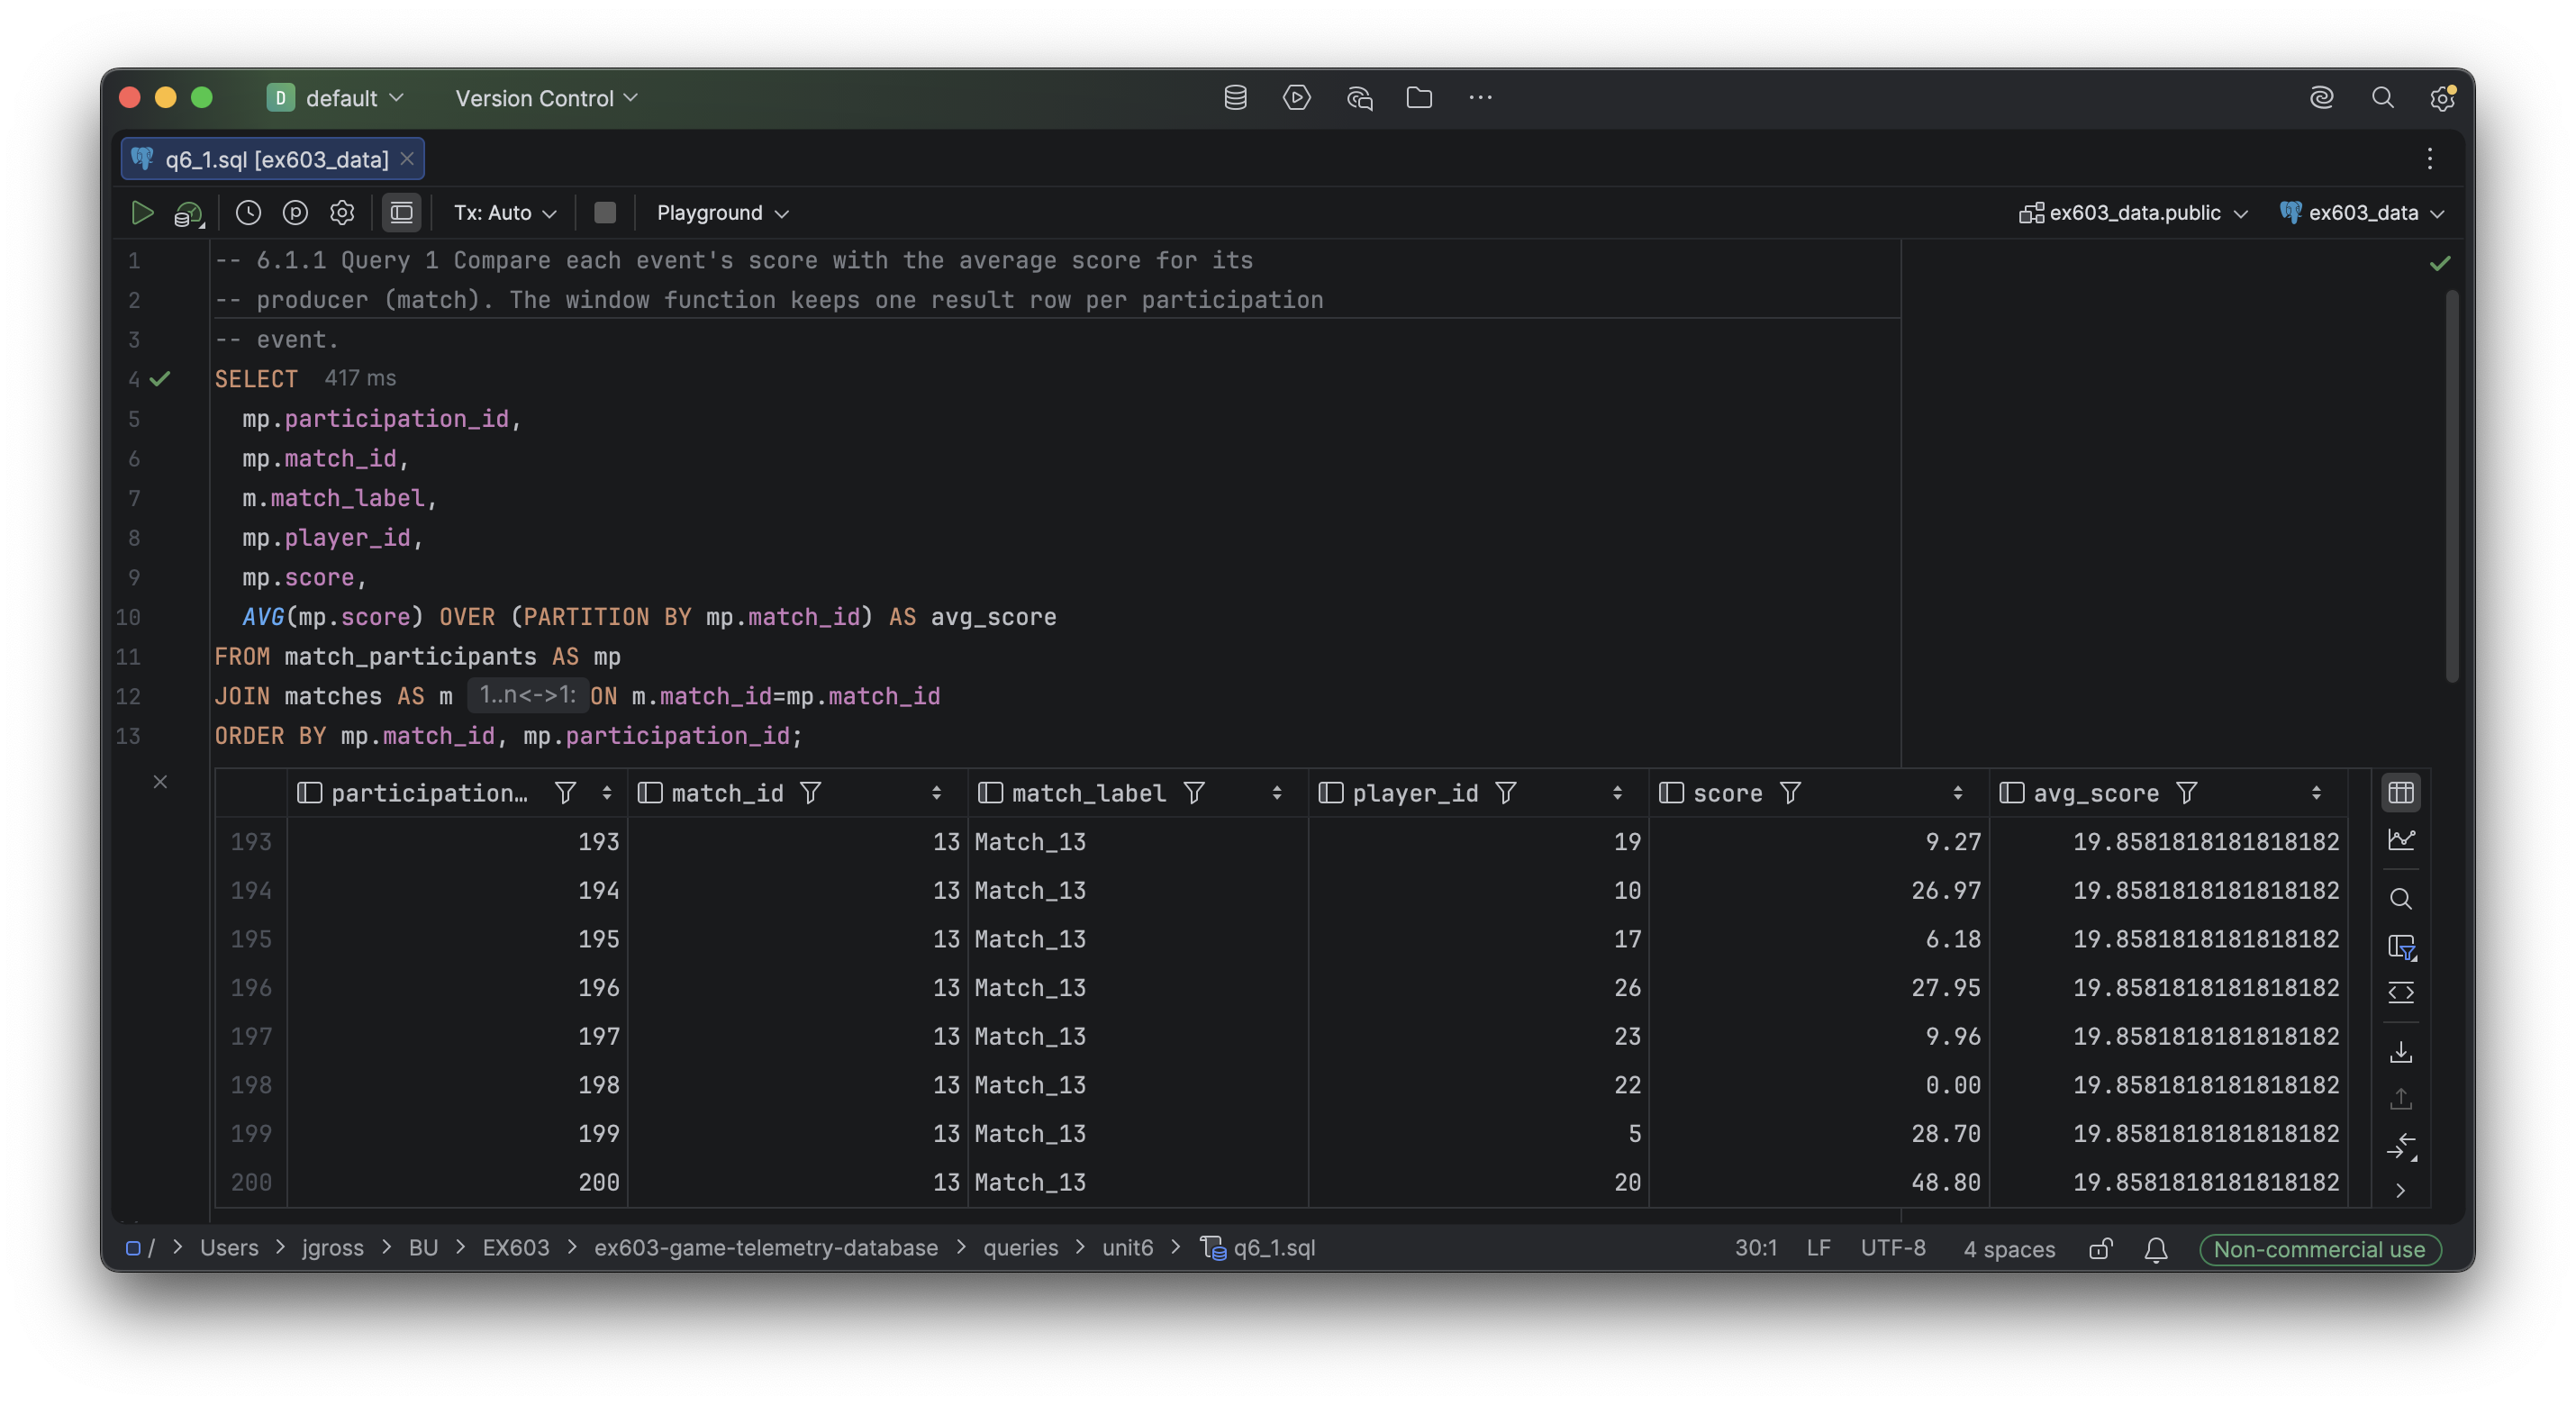 D default Version Control
q6_1.sql [ex603_data]
Tx: Auto Playground ex603_data.public ex603_data
1 -- 6.1.1 Query 1 Compare each event's score with the average score for its
2 -- producer (match). The window function keeps one result row per participation
3 -- event.
4 SELECT 417 ms
5 mp.participation_id,
6 mp.match_id,
7 m.match_label,
8 mp.player_id,
9 mp.score,
10 AVG(mp.score) OVER (PARTITION BY mp.match_id) AS avg_score
11 FROM match_participants AS mp
12 JOIN matches AS m 1..n<->1: ON m.match_id=mp.match_id
13 ORDER BY mp.match_id, mp.participation_id;
participation… match_id match_label player_id score avg_score
193 193 13 Match_13 19 9.27 19.8581818181818182
194 194 13 Match_13 10 26.97 19.8581818181818182
195 195 13 Match_13 17 6.18 19.8581818181818182
196 196 13 Match_13 26 27.95 19.8581818181818182
197 197 13 Match_13 23 9.96 19.8581818181818182
198 198 13 Match_13 22 0.00 19.8581818181818182
199 199 13 Match_13 5 28.70 19.8581818181818182
200 200 13 Match_13 20 48.80 19.8581818181818182
/ > Users > jgross > BU > EX603 > ex603-game-telemetry-database > queries > unit6 > q6_1.sql 30:1 LF UTF-8 4 spaces Non-commercial use